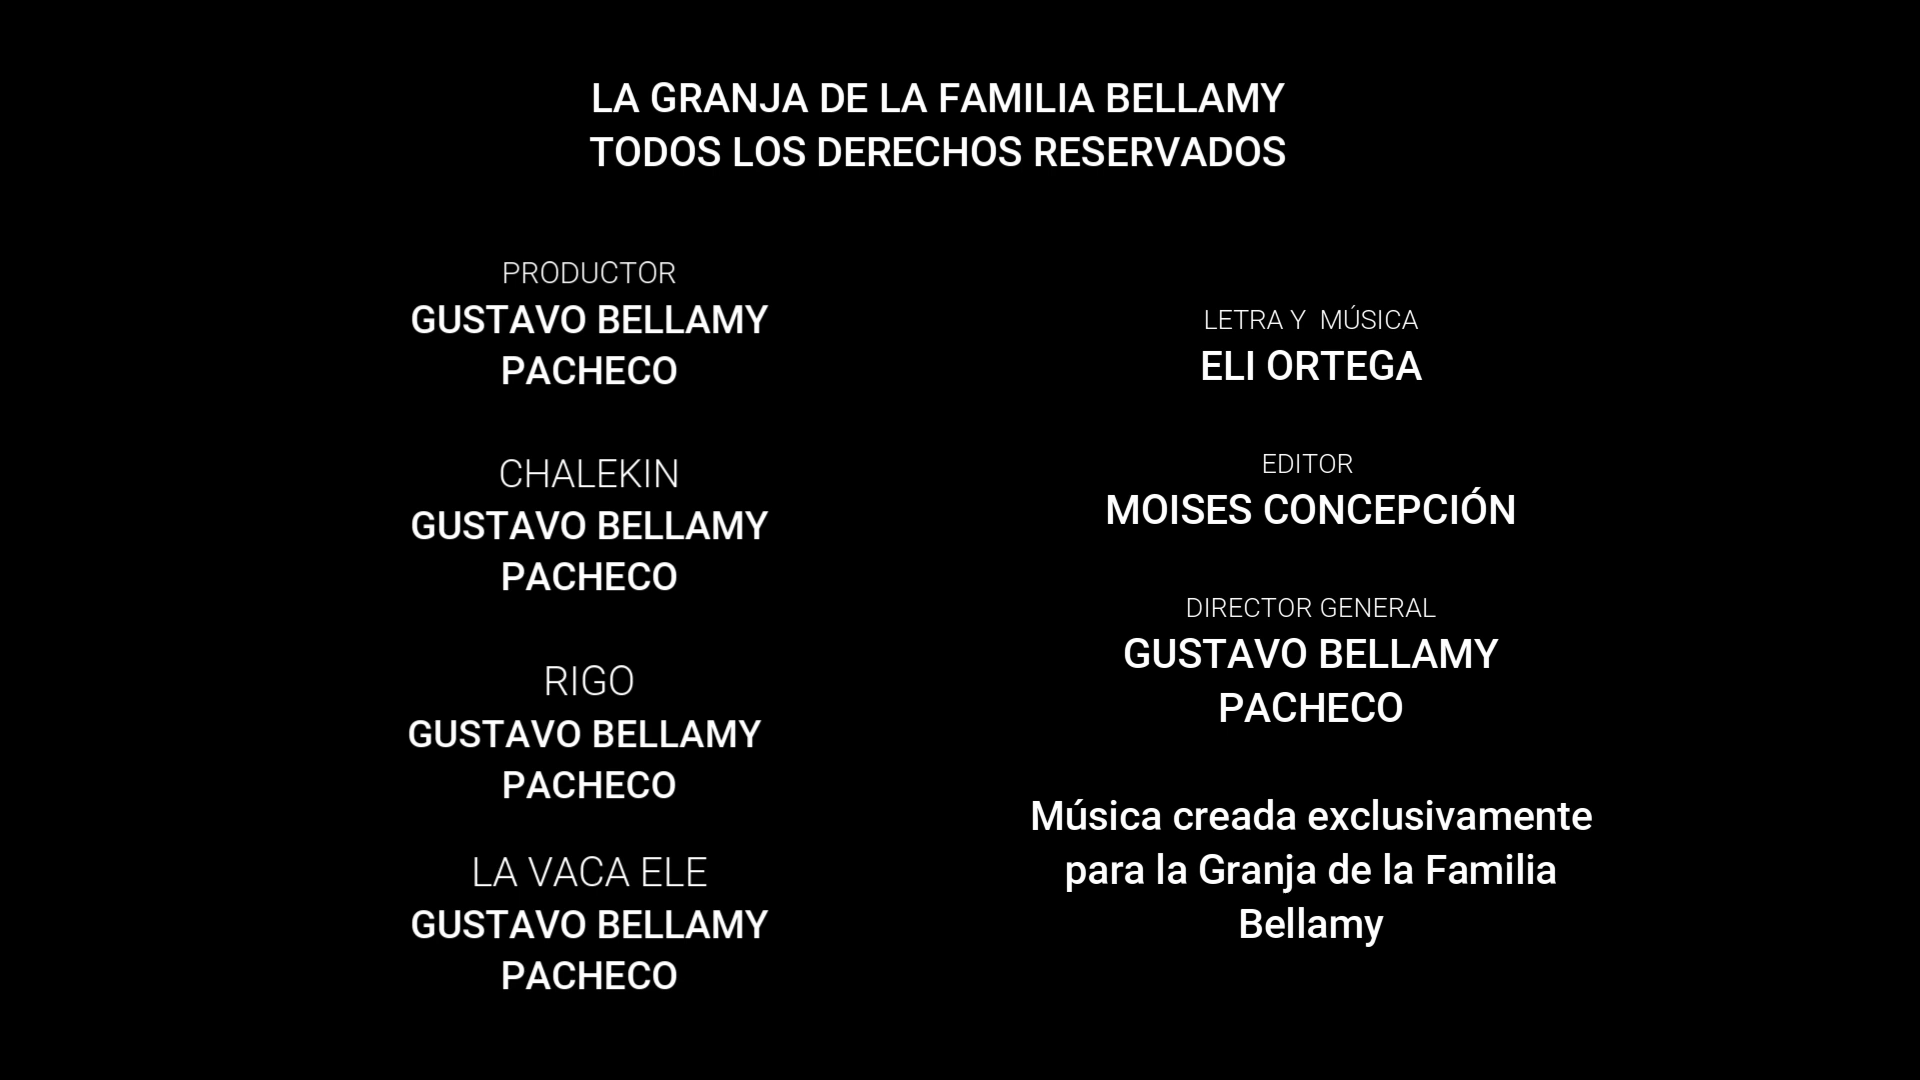 LA GRANJA DE LA FAMILIA BELLAMY
TODOS LOS DERECHOS RESERVADOS
PRODUCTOR
GUSTAVO BELLAMY
PACHECO
CHALEKIN
GUSTAVO BELLAMY
PACHECO
RIGO
GUSTAVO BELLAMY
PACHECO
LA VACA ELE
GUSTAVO BELLAMY
PACHECO
LETRA Y  MÚSICA
ELI ORTEGA
EDITOR
MOISES CONCEPCIÓN
DIRECTOR GENERAL
GUSTAVO BELLAMY
PACHECO
Música creada exclusivamente
para la Granja de la Familia
Bellamy